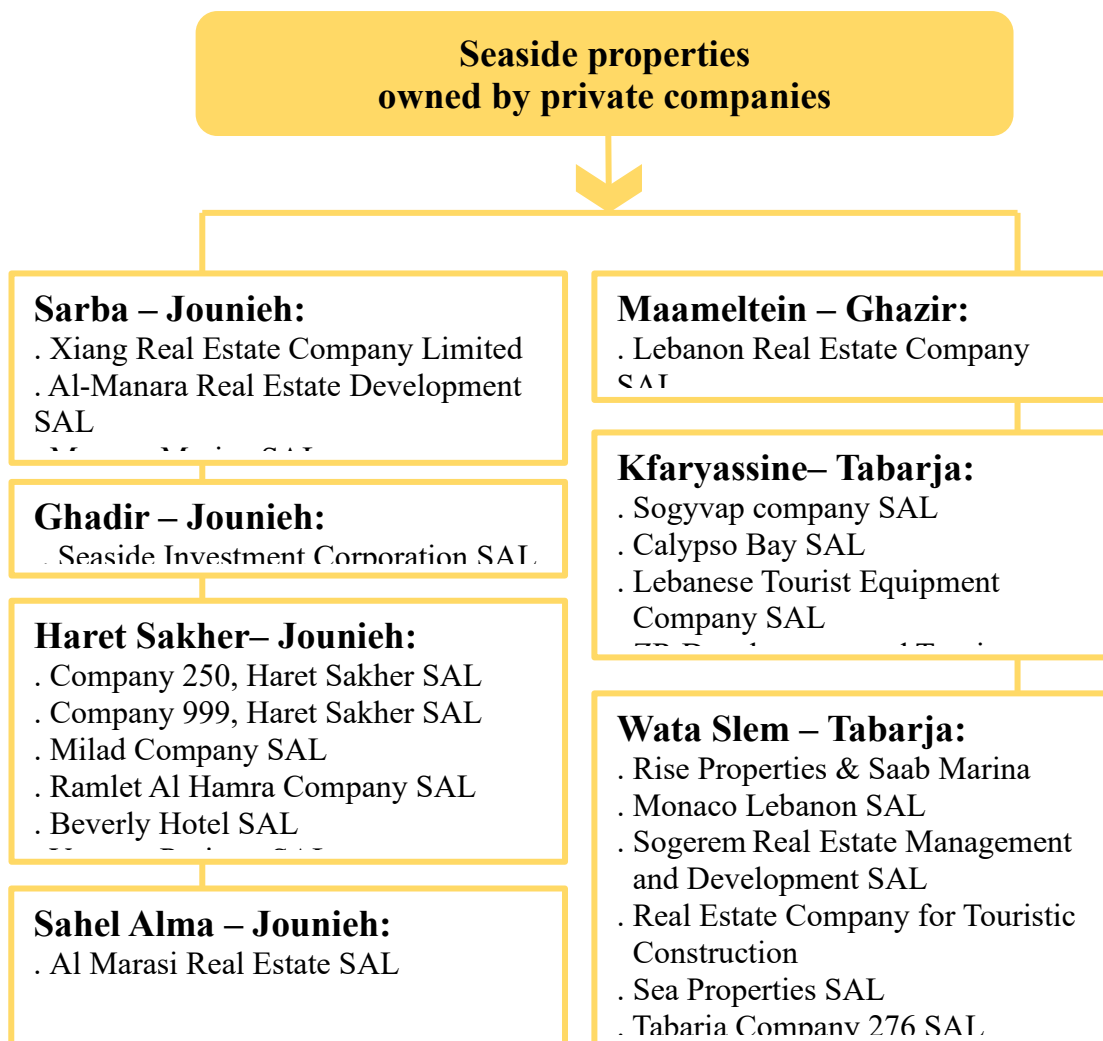 Seaside properties
owned by private companies
Sarba – Jounieh:
. Xiang Real Estate Company Limited
. Al-Manara Real Estate Development
SAL
Ghadir – Jounieh:
. Seaside Investment Corporation SAL
Haret Sakher– Jounieh:
. Company 250, Haret Sakher SAL
. Company 999, Haret Sakher SAL
. Milad Company SAL
. Ramlet Al Hamra Company SAL
. Beverly Hotel SAL
Sahel Alma – Jounieh:
. Al Marasi Real Estate SAL
Maameltein – Ghazir:
. Lebanon Real Estate Company
SAL
Kfaryassine– Tabarja:
. Sogyvap company SAL
. Calypso Bay SAL
. Lebanese Tourist Equipment
Company SAL
Wata Slem – Tabarja:
. Rise Properties & Saab Marina
. Monaco Lebanon SAL
. Sogerem Real Estate Management
and Development SAL
. Real Estate Company for Touristic
Construction
. Sea Properties SAL
. Tabarja Company 276 SAL